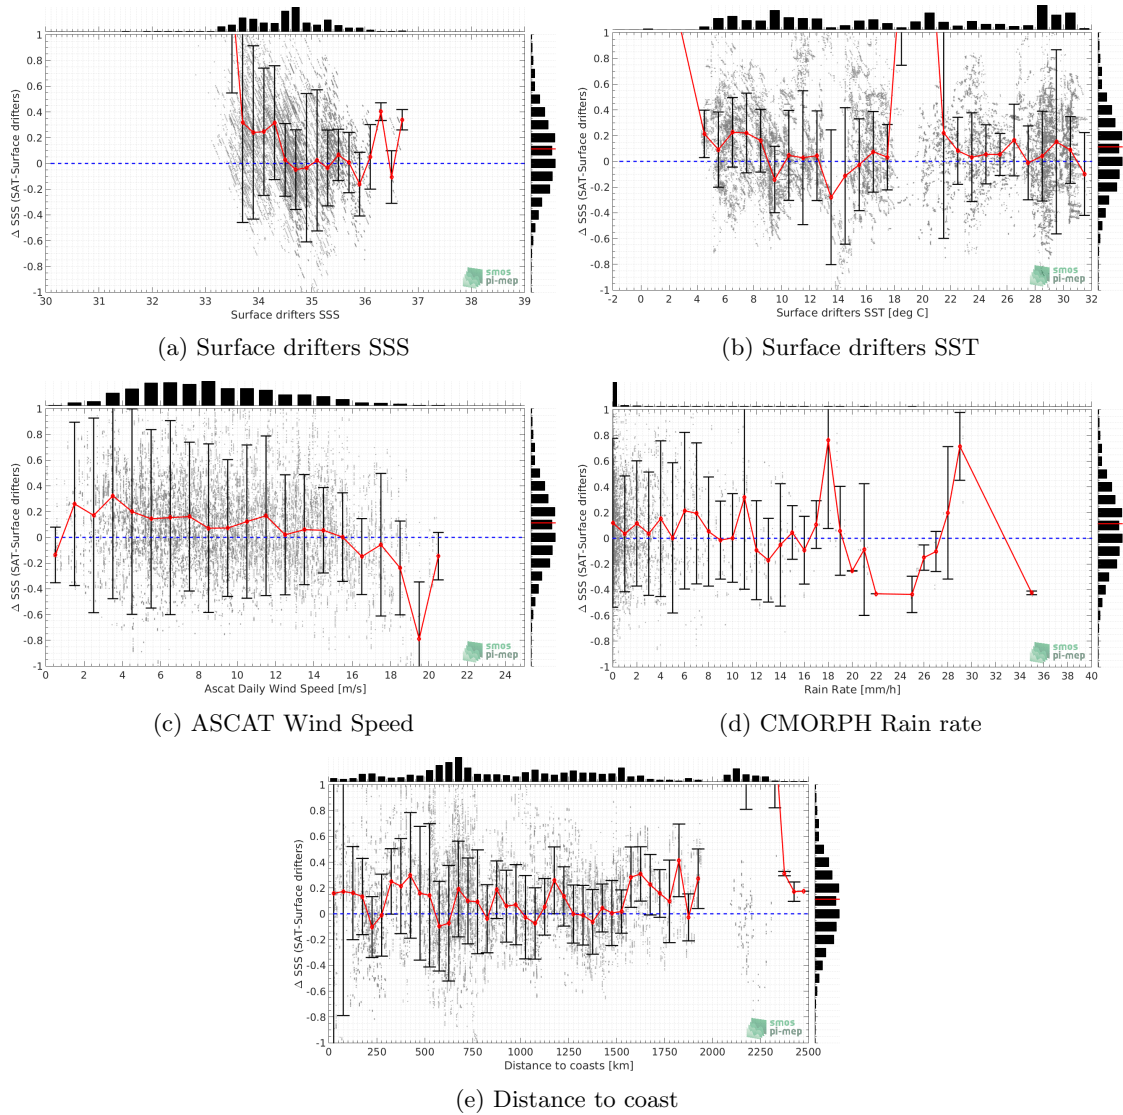 1
0.8
0.6
0.4
0.2
0
-0.2
-0.4
-0.6
-0.8
-1
Δ SSS (SAT-Surface drifters)
30 31 32 33 34 35 36 37 38 39
Surface drifters SSS
smos
pi-mep
(a) Surface drifters SSS
1
0.8
0.6
0.4
0.2
0
-0.2
-0.4
-0.6
-0.8
-1
Δ SSS (SAT-Surface drifters)
-2 0 2 4 6 8 10 12 14 16 18 20 22 24 26 28 30 32
Surface drifters SST [deg C]
smos
pi-mep
(b) Surface drifters SST
1
0.8
0.6
0.4
0.2
0
-0.2
-0.4
-0.6
-0.8
-1
Δ SSS (SAT-Surface drifters)
0 2 4 6 8 10 12 14 16 18 20 22 24
Ascat Daily Wind Speed [m/s]
smos
pi-mep
(c) ASCAT Wind Speed
1
0.8
0.6
0.4
0.2
0
-0.2
-0.4
-0.6
-0.8
-1
Δ SSS (SAT-Surface drifters)
0 2 4 6 8 10 12 14 16 18 20 22 24 26 28 30 32 34 36 38 40
Rain Rate [mm/h]
smos
pi-mep
(d) CMORPH Rain rate
1
0.8
0.6
0.4
0.2
0
-0.2
-0.4
-0.6
-0.8
-1
Δ SSS (SAT-Surface drifters)
0 250 500 750 1000 1250 1500 1750 2000 2250 2500
Distance to coasts [km]
smos
pi-mep
(e) Distance to coast